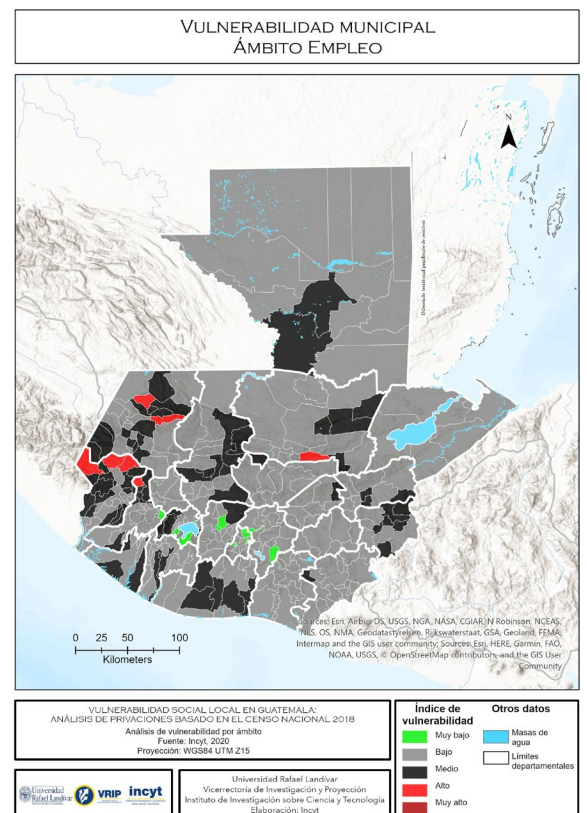 VULNERABILIDAD MUNICIPAL
ÁMBITO EMPLEO
N
0 25 50 100
Kilometers
Sources: Esri, Airbus DS, USGS, NGA, NASA, CGIAR, N Robinson, NCEAS,
NLS, OS, NMA, Geodatastyrelsen, Rijkswaterstaat, GSA, Geoland, FEMA,
Intermap and the GIS user community; Sources: Esri, HERE, Garmin, FAO,
NOAA, USGS, © OpenStreetMap contributors, and the GIS User
Community
VULNERABILIDAD SOCIAL LOCAL EN GUATEMALA:
ANÁLISIS DE PRIVACIONES BASADO EN EL CENSO NACIONAL 2018
Análisis de vulnerabilidad por ámbito
Fuente: Incyt, 2020
Proyección: WGS84 UTM Z15
Índice de
vulnerabilidad
Muy bajo
Bajo
Medio
Alto
Muy alto
Otros datos
Masas de
agua
Límites
departamentales
Universidad
Rafael Landívar
VRIP
incyt
Universidad Rafael Landívar
Vicerrectoría de Investigación y Proyección
Instituto de Investigación sobre Ciencia y Tecnología
Elaboración: Incyt